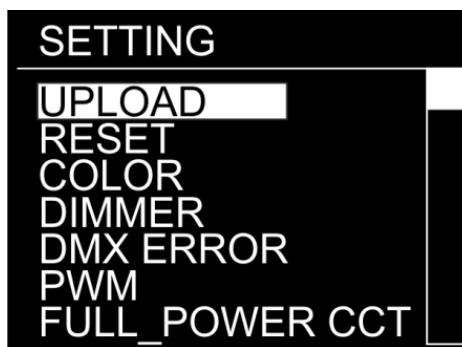 SETTING
UPLOAD
RESET
COLOR
DIMMER
DMX ERROR
PWM
FULL_POWER CCT